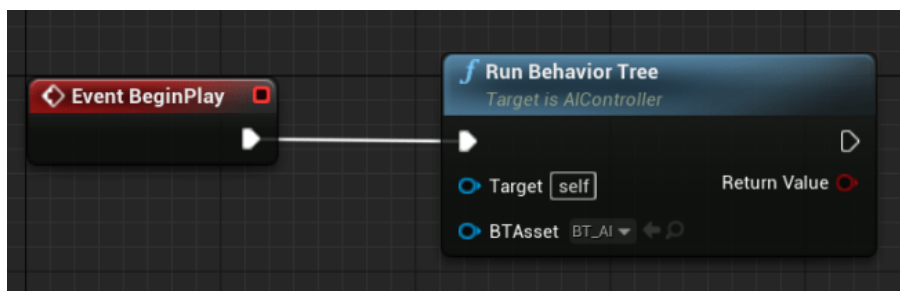 Event BeginPlay
f Run Behavior Tree
Target is AIController
Target self
Return Value
BTAsset BT_AI